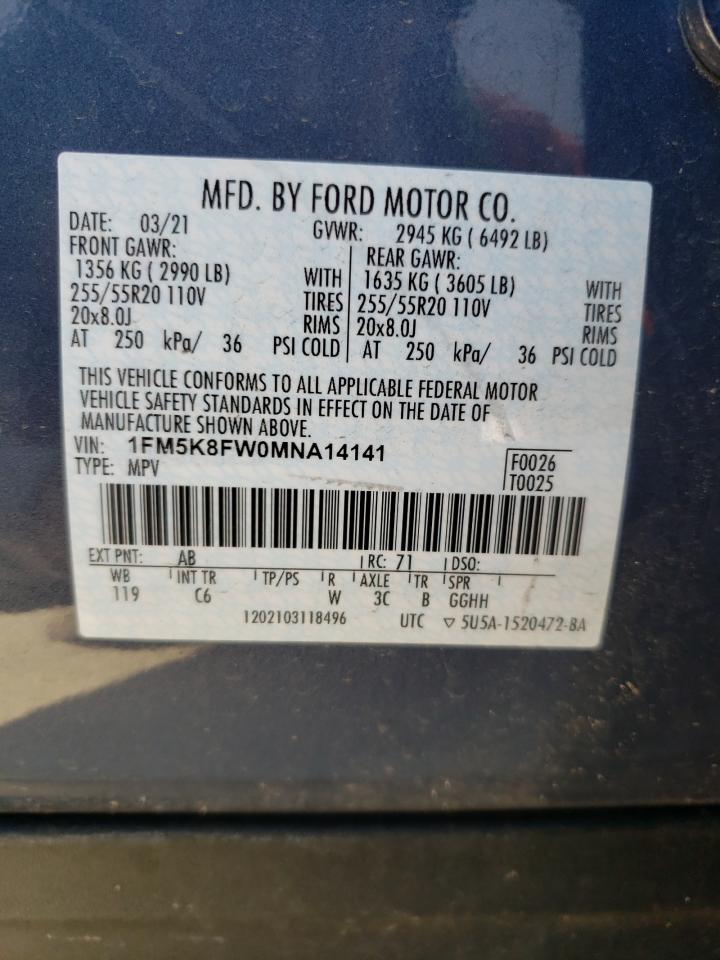 MFD. BY FORD MOTOR CO.
DATE: 03/21 GVWR: 2945 KG ( 6492 LB)
FRONT GAWR: REAR GAWR:
1356 KG ( 2990 LB) WITH 1635 KG ( 3605 LB) WITH
255/55R20 110V TIRES 255/55R20 110V TIRES
20x8.0J RIMS 20x8.0J RIMS
AT 250 kPa/ 36 PSI COLD AT 250 kPa/ 36 PSI COLD
THIS VEHICLE CONFORMS TO ALL APPLICABLE FEDERAL MOTOR
VEHICLE SAFETY STANDARDS IN EFFECT ON THE DATE OF
MANUFACTURE SHOWN ABOVE.
VIN: 1FM5K8FW0MNA14141 F0026
TYPE: MPV T0025
EXT PNT: AB RC: 71 DSO:
WB INT TR TP/PS R AXLE TR SPR
119 C6 W 3C B GGHH
1202103118496 UTC ▽ 5U5A-1520472-BA